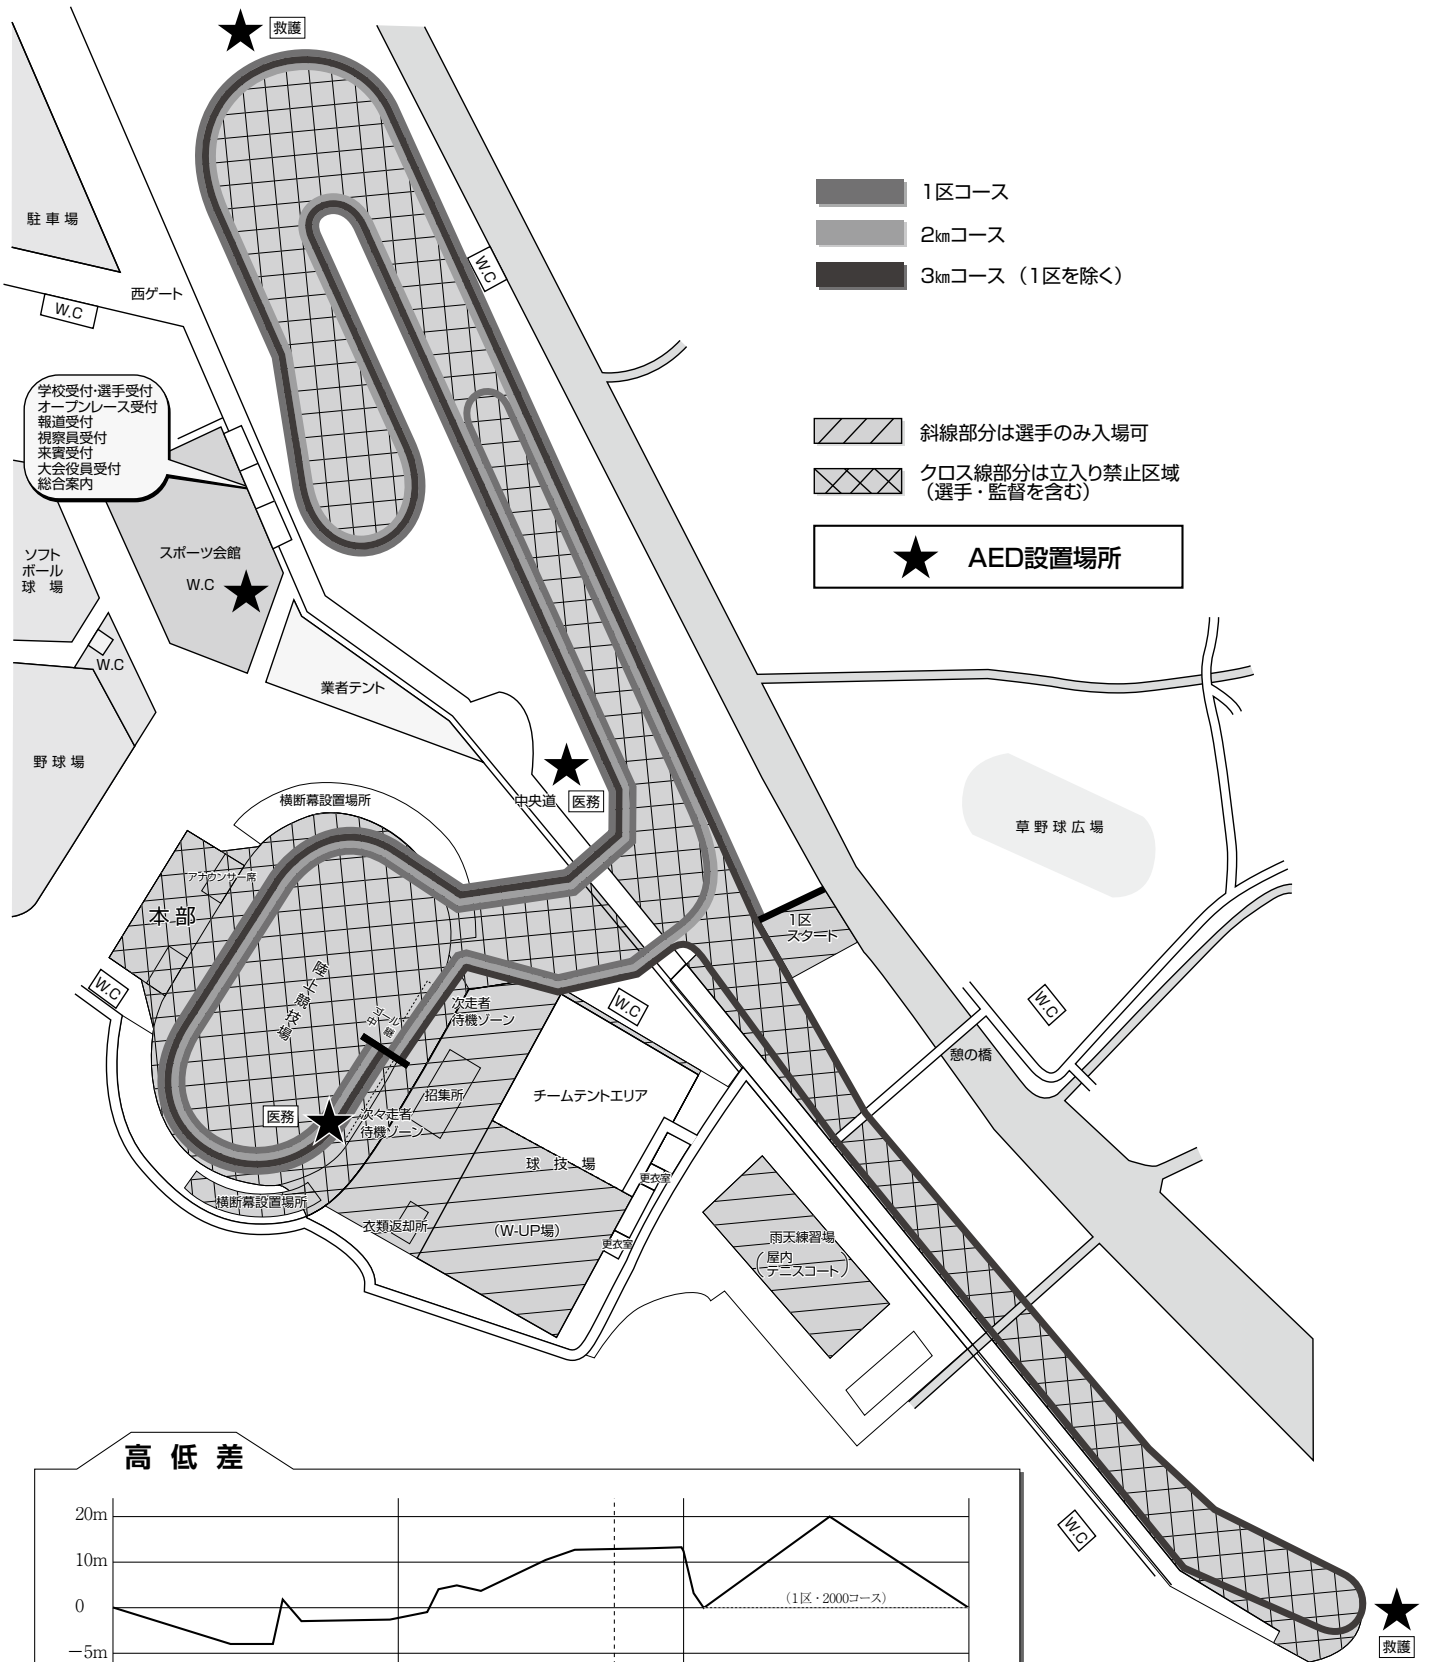 救護
1区コース
2㎞コース
3㎞コース（1区を除く）
駐車場
西ゲート
W.C
W.C
学校受付・選手受付
オープンレース受付
報道受付
視察員受付
来賓受付
大会役員受付
総合案内
斜線部分は選手のみ入場可
クロス線部分は立入り禁止区域
（選手・監督を含む）
★ AED設置場所
ソフト
ボール
球場
スポーツ会館
W.C
W.C
業者テント
野球場
中央道
医務
横断幕設置場所
草野球広場
アナウンサー席
本部
1区
スタート
陸上競技場
W.C
ゴール
中継
次走者
待機ゾーン
W.C
W.C
憩の橋
招集所
チームテントエリア
医務
次々走者
待機ゾーン
球技場
更衣室
横断幕設置場所
衣類返却所
（W-UP場）
更衣室
雨天練習場
（屋内
テニスコート）
W.C
高低差
20m
10m
0
（1区・2000コース）
－5m
救護